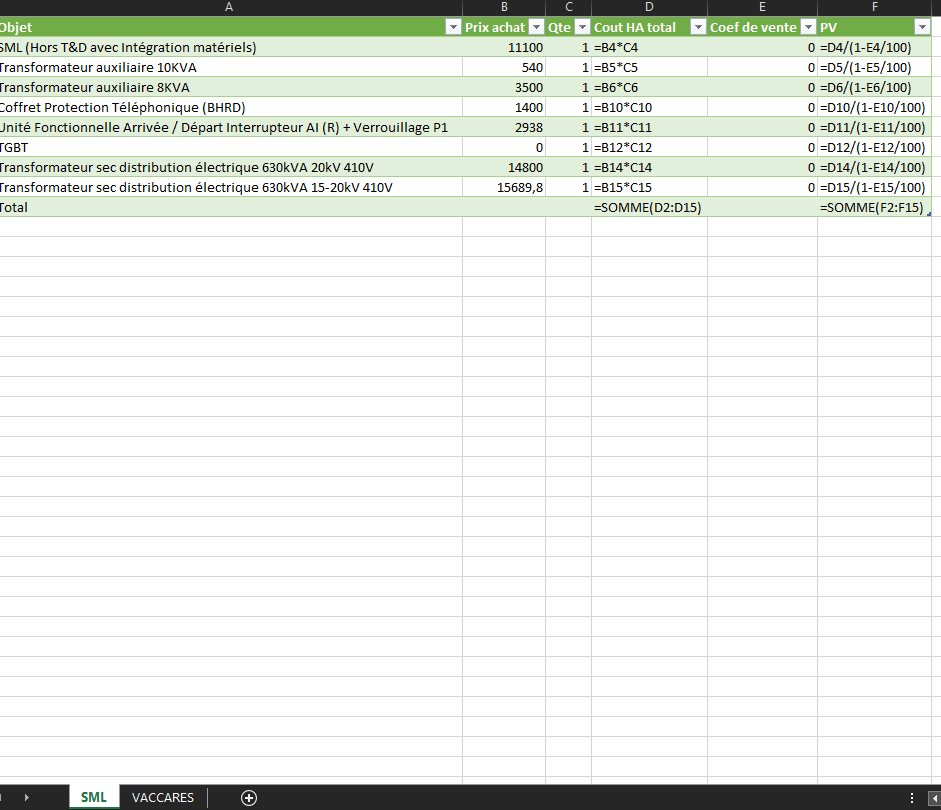 A B C D E F
Objet Prix achat Qte Cout HA total Coef de vente PV
SML (Hors T&D avec Intégration matériels) 11100 1 =B4*C4 0 =D4/(1-E4/100)
Transformateur auxiliaire 10KVA 540 1 =B5*C5 0 =D5/(1-E5/100)
Transformateur auxiliaire 8KVA 3500 1 =B6*C6 0 =D6/(1-E6/100)
Coffret Protection Téléphonique (BHRD) 1400 1 =B10*C10 0 =D10/(1-E10/100)
Unité Fonctionnelle Arrivée / Départ Interrupteur AI (R) + Verrouillage P1 2938 1 =B11*C11 0 =D11/(1-E11/100)
TGBT 0 1 =B12*C12 0 =D12/(1-E12/100)
Transformateur sec distribution électrique 630kVA 20kV 410V 14800 1 =B14*C14 0 =D14/(1-E14/100)
Transformateur sec distribution électrique 630kVA 15-20kV 410V 15689,8 1 =B15*C15 0 =D15/(1-E15/100)
Total =SOMME(D2:D15) =SOMME(F2:F15)
SML VACCARES